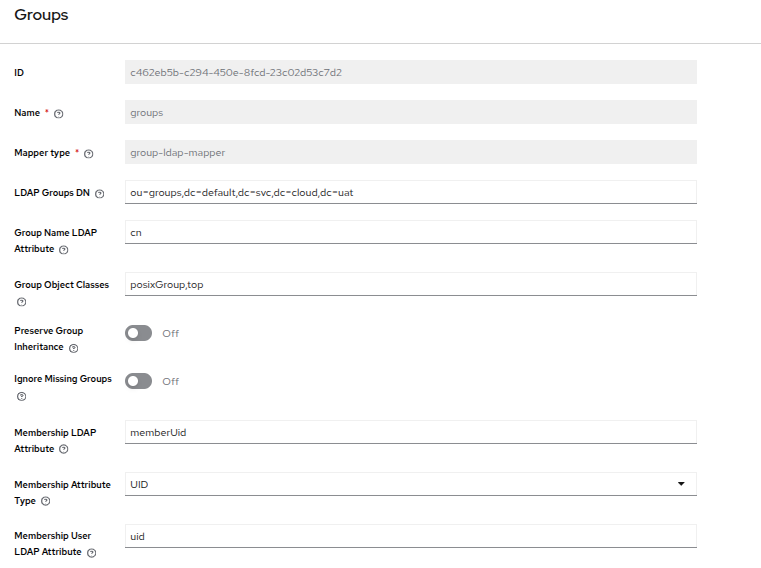 Groups
ID
c462eb5b-c294-450e-8fcd-23c02d53c7d2
Name *
groups
Mapper type *
group-ldap-mapper
LDAP Groups DN
ou=groups,dc=default,dc=svc,dc=cloud,dc=uat
Group Name LDAP
Attribute
cn
Group Object Classes
posixGroup,top
Preserve Group
Inheritance
Off
Ignore Missing Groups
Off
Membership LDAP
Attribute
memberUid
Membership Attribute
Type
UID
Membership User
LDAP Attribute
uid